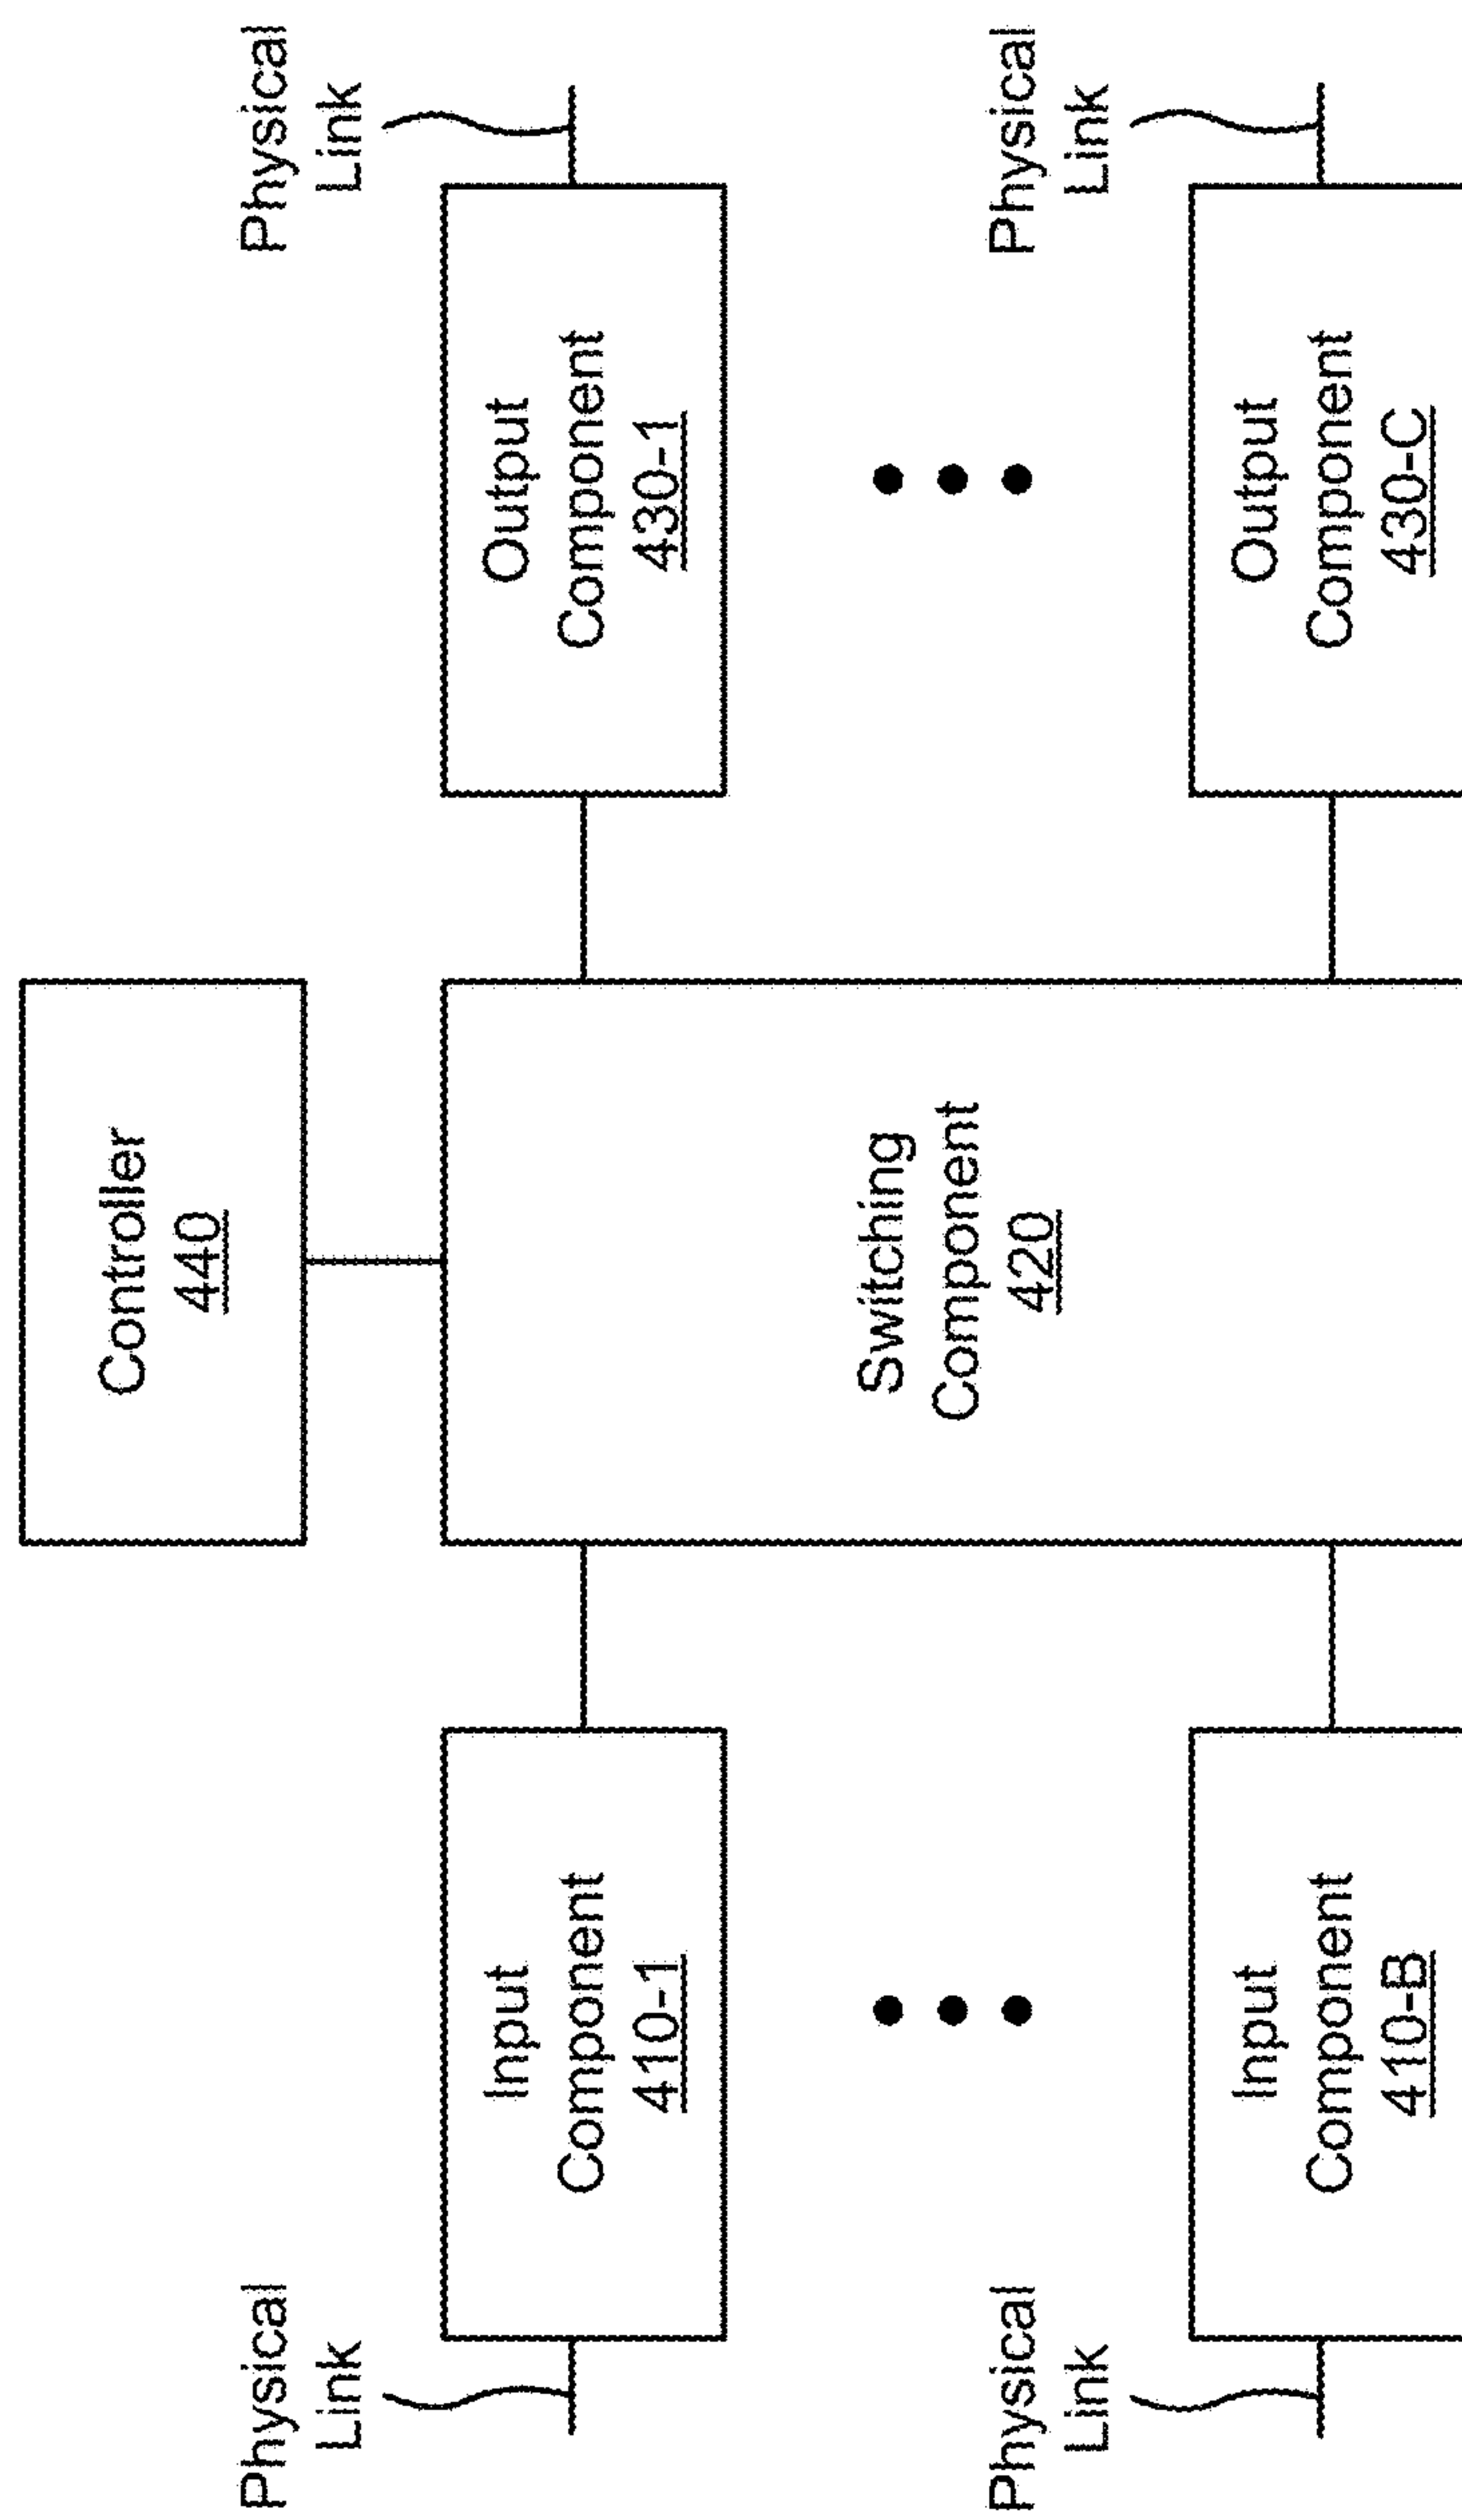 Controller
440
Physical
Link
Input
Component
410-1
Switching
Component
420
Output
Component
430-1
Physical
Link
Physical
Link
Input
Component
410-B
Output
Component
430-C
Physical
Link